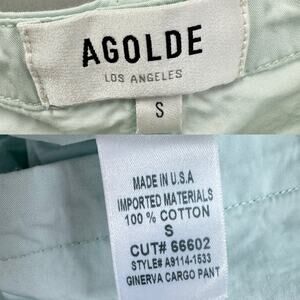 AGOLDE
LOS ANGELES
S
MADE IN U.S.A
IMPORTED MATERIALS
100 % COTTON
S
CUT# 66602
STYLE# A9114-1533
GINERVA CARGO PANT